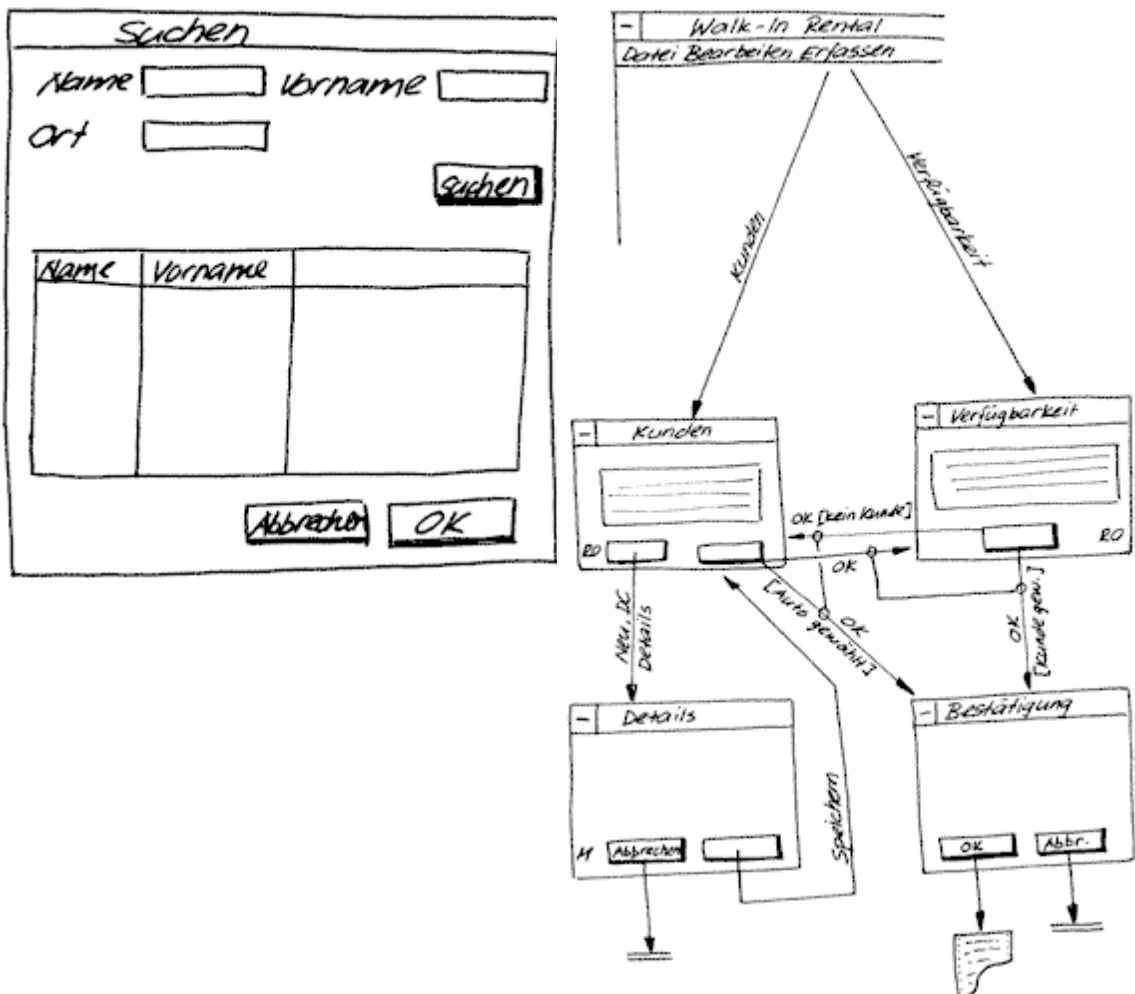 Suchen
Name Vorname
Ort
suchen
Name Vorname
Abbrechen OK
Walk-In Rental
Datei Bearbeiten Erfassen
Kunden
Verfügbarkeit
Kunden
Verfügbarkeit
OK [kein Kunde]
RO
RO
OK
[Auto gewählt]
OK
Neu, DC
Details
OK
[Kunde gew.]
Details
Bestätigung
Speichern
M Abbrechen
OK Abbr.